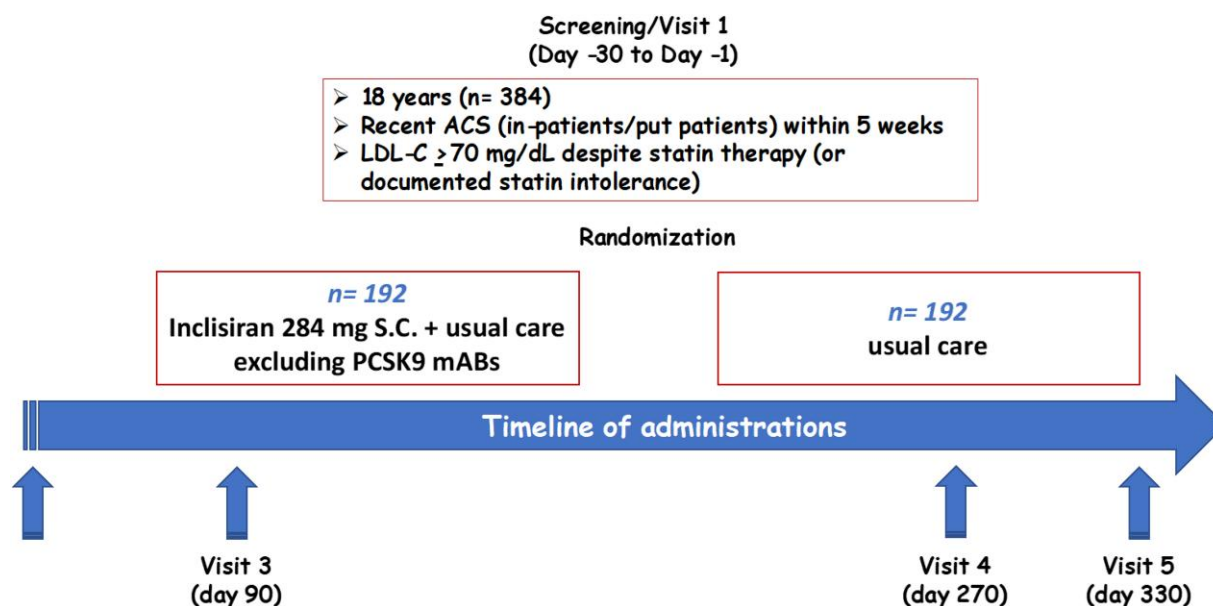 Screening/Visit 1
(Day -30 to Day -1)
➢ 18 years (n= 384)
➢ Recent ACS (in-patients/put patients) within 5 weeks
➢ LDL-C ≥70 mg/dL despite statin therapy (or
documented statin intolerance)
Randomization
n= 192
Inclisiran 284 mg S.C. + usual care
excluding PCSK9 mABs
n= 192
usual care
Timeline of administrations
Visit 3
(day 90)
Visit 4
(day 270)
Visit 5
(day 330)